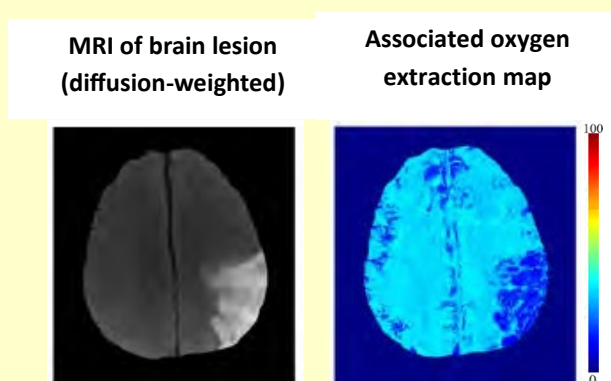 MRI of brain lesion
(diffusion-weighted)
Associated oxygen
extraction map
100
0